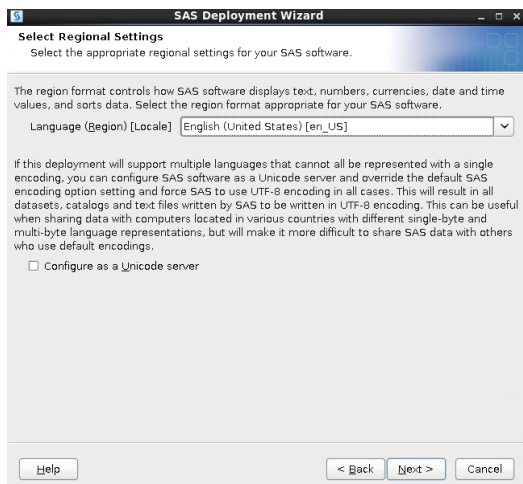 SAS Deployment Wizard
Select Regional Settings
Select the appropriate regional settings for your SAS software.
The region format controls how SAS software displays text, numbers, currencies, date and time
values, and sorts data. Select the region format appropriate for your SAS software.
Language (Region) [Locale] English (United States) [en_US]
If this deployment will support multiple languages that cannot all be represented with a single
encoding, you can configure SAS software as a Unicode server and override the default SAS
encoding option setting and force SAS to use UTF-8 encoding in all cases. This will result in all
datasets, catalogs and text files written by SAS to be written in UTF-8 encoding. This can be useful
when sharing data with computers located in various countries with different single-byte and
multi-byte language representations, but will make it more difficult to share SAS data with others
who use default encodings.
Configure as a Unicode server
Help < Back Next > Cancel